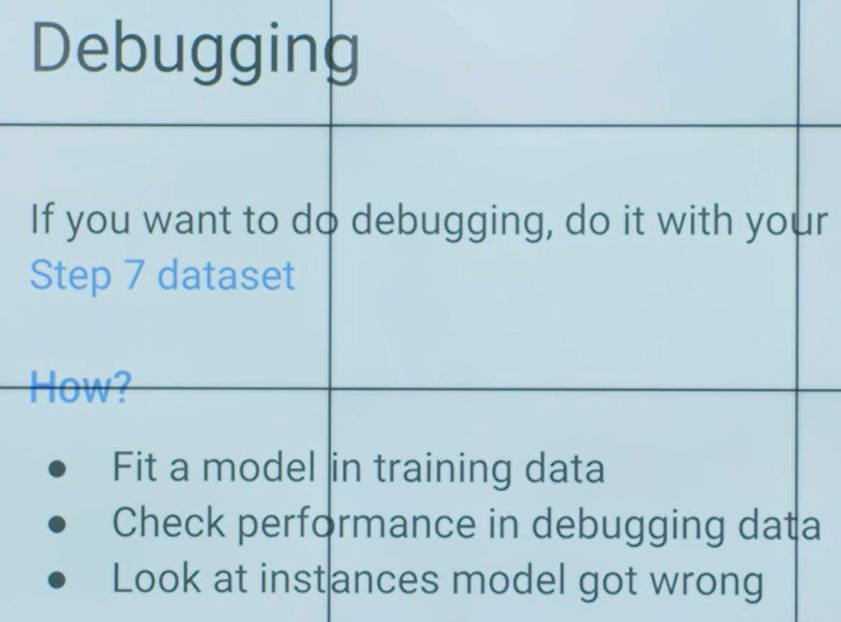 Debugging
If you want to do debugging, do it with your
Step 7 dataset
How?
● Fit a model in training data
● Check performance in debugging data
● Look at instances model got wrong